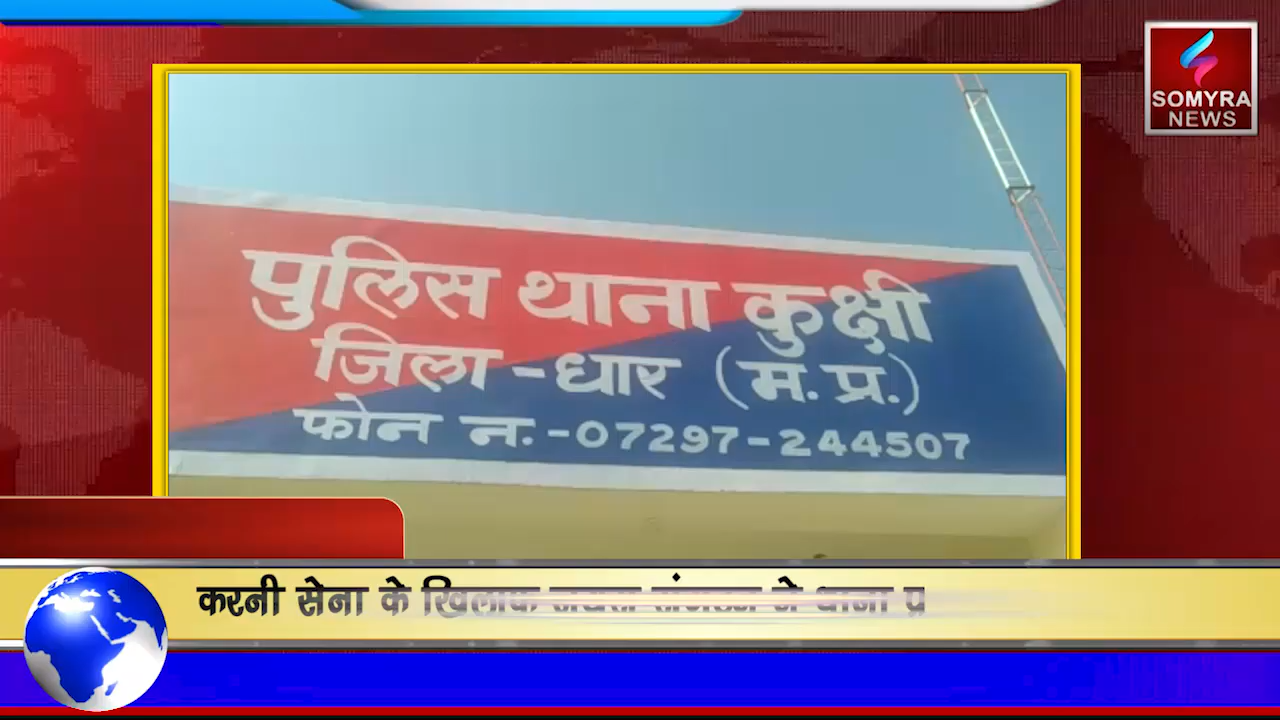 SOMYRA
NEWS
पुलिस थाना कुक्षी
जिला-धार (म.प्र.)
फोन न.-07297-244507
करनी सेना के खिलाफ